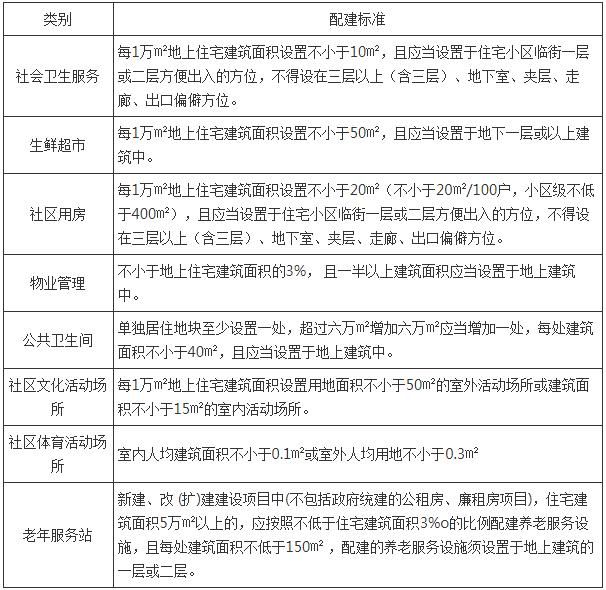 类别
配建标准
社会卫生服务
每1万㎡地上住宅建筑面积设置不小于10㎡，且应当设置于住宅小区临街一层
或二层方便出入的方位，不得设在三层以上（含三层）、地下室、夹层、走
廊、出口偏僻方位。
生鲜超市
每1万㎡地上住宅建筑面积设置不小于50㎡，且应当设置于地下一层或以上建
筑中。
社区用房
每1万㎡地上住宅建筑面积设置不小于20㎡（不小于20㎡/100户，小区级不低
于400㎡），且应当设置于住宅小区临街一层或二层方便出入的方位，不得设
在三层以上（含三层）、地下室、夹层、走廊、出口偏僻方位。
物业管理
不小于地上住宅建筑面积的3%， 且一半以上建筑面积应当设置于地上建筑
中。
公共卫生间
单独居住地块至少设置一处，超过六万㎡增加六万㎡应当增加一处，每处建筑
面积不小于40㎡，且应当设置于地上建筑中。
社区文化活动场
所
每1万㎡地上住宅建筑面积设置用地面积不小于50㎡的室外活动场所或建筑面
积不小于15㎡的室内活动场所。
社区体育活动场
所
室内人均建筑面积不小于0.1㎡或室外人均用地不小于0.3㎡
老年服务站
新建、改 (扩)建建设项目中(不包括政府统建的公租房、廉租房项目)，住宅建
筑面积5万㎡以上的，应按照不低于住宅建筑面积3%o的比例配建养老服务设
施，且每处建筑面积不低于150㎡ ，配建的养老服务设施须设置于地上建筑的
一层或二层。